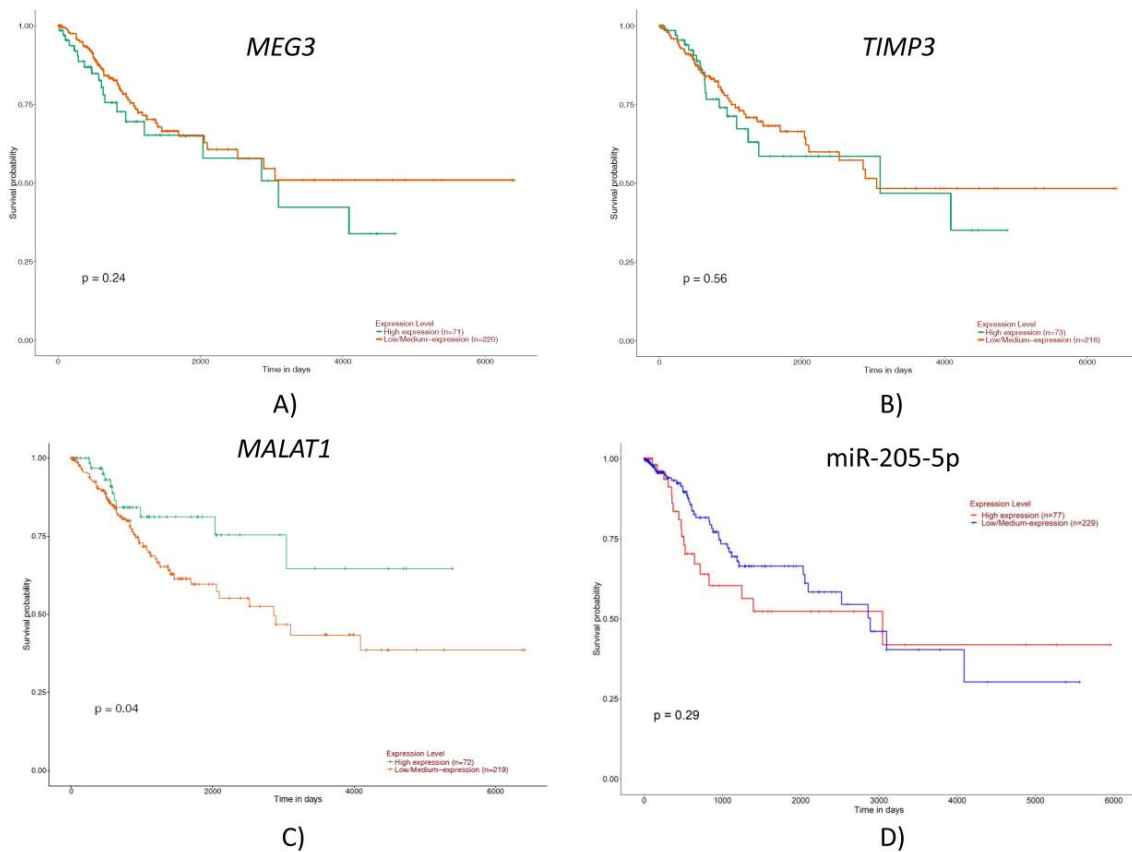 MEG3
1.00
0.75
0.50
0.25
0.00
Survival probability
p = 0.24
Expression Level
High expression (n=71)
Low/Medium-expression (n=220)
0 2000 4000 6000
Time in days
A)
TIMP3
1.00
0.75
0.50
0.25
0.00
Survival probability
p = 0.56
Expression Level
High expression (n=73)
Low/Medium-expression (n=218)
0 2000 4000 6000
Time in days
B)
MALAT1
1.00
0.75
0.50
0.25
0.00
Survival probability
p = 0.04
Expression Level
High expression (n=72)
Low/Medium-expression (n=219)
0 2000 4000 6000
Time in days
C)
miR-205-5p
1.00
0.75
0.50
0.25
0.00
Survival probability
Expression Level
High expression (n=77)
Low/Medium-expression (n=229)
p = 0.29
0 1000 2000 3000 4000 5000 6000
Time in days
D)